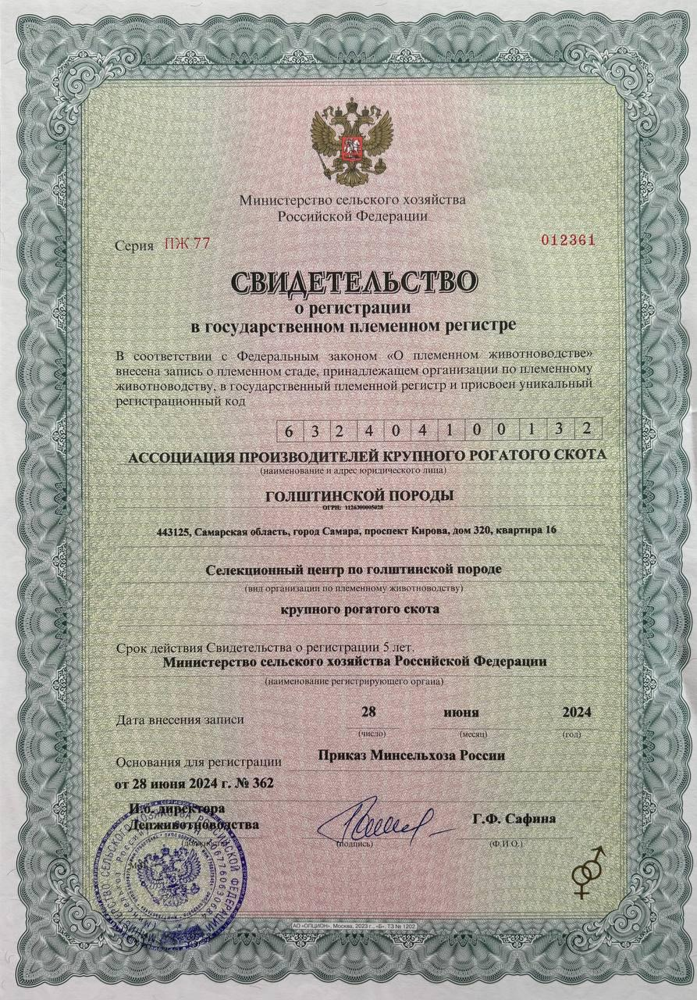 Министерство сельского хозяйства
Российской Федерации
Серия ПЖ 77 012361
СВИДЕТЕЛЬСТВО
о регистрации
в государственном племенном регистре
В соответствии с Федеральным законом «О племенном животноводстве»
внесена запись о племенном стаде, принадлежащем организации по племенному
животноводству, в государственный племенной регистр и присвоен уникальный
регистрационный код
6 3 2 4 0 4 1 0 0 1 3 2
АССОЦИАЦИЯ ПРОИЗВОДИТЕЛЕЙ КРУПНОГО РОГАТОГО СКОТА
(наименование и адрес юридического лица)
ГОЛШТИНСКОЙ ПОРОДЫ
ОГРН: 1126300005028
443125, Самарская область, город Самара, проспект Кирова, дом 320, квартира 16
Селекционный центр по голштинской породе
(вид организации по племенному животноводству)
крупного рогатого скота
Срок действия Свидетельства о регистрации 5 лет.
Министерство сельского хозяйства Российской Федерации
(наименование регистрирующего органа)
Дата внесения записи 28 июня 2024
(число) (месяц) (год)
Основания для регистрации Приказ Минсельхоза России
от 28 июня 2024 г. № 362
И.о. директора
Депживотноводства Г.Ф. Сафина
(подпись) (Ф.И.О.)
АО «ОПЦИОН», Москва, 2023 г., «Б». ТЗ № 1202